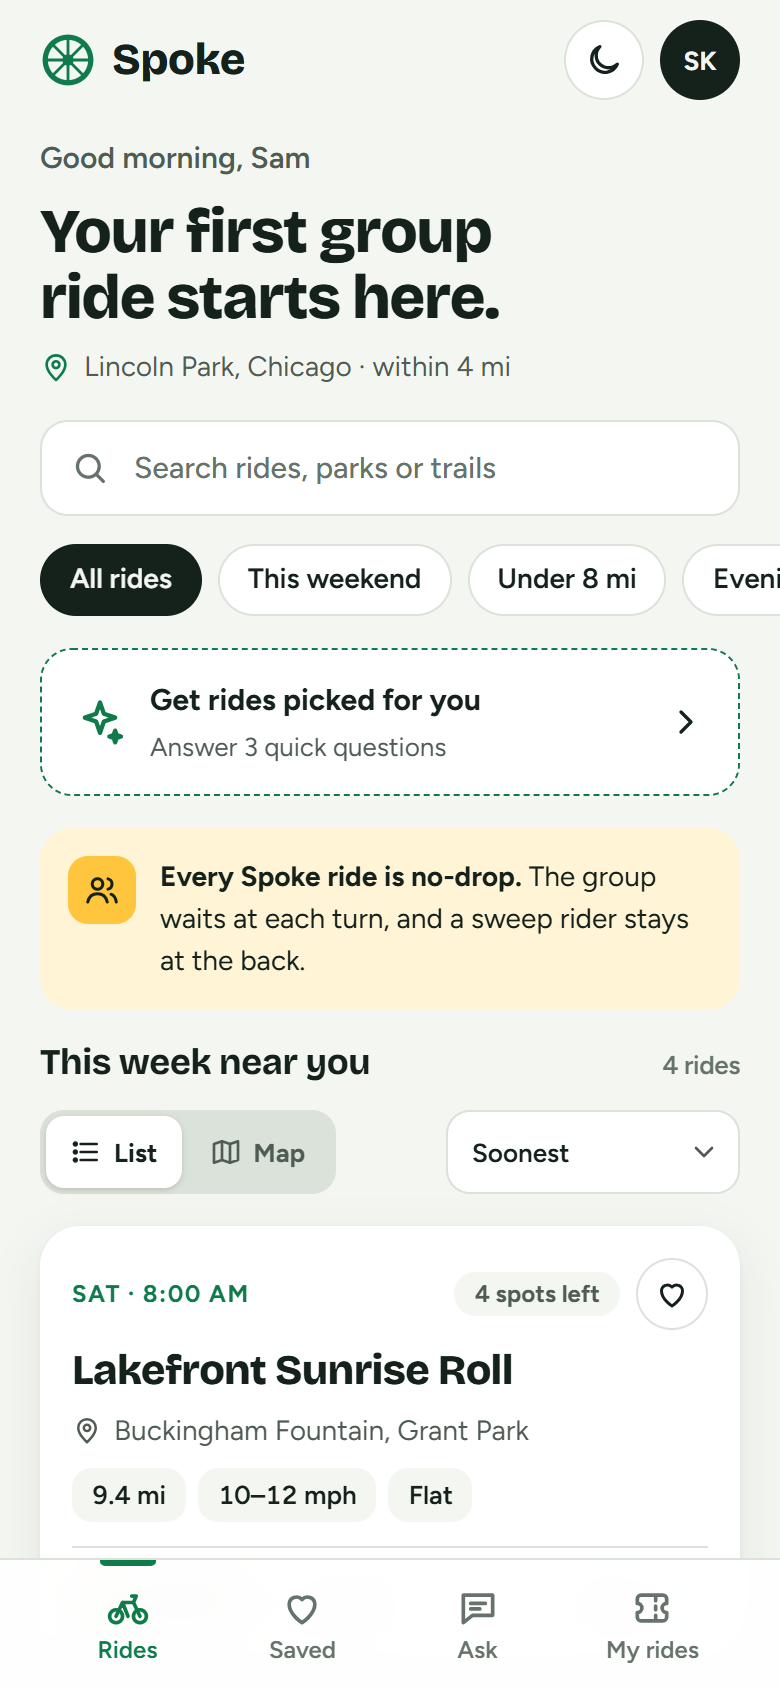 Spoke
SK
Good morning, Sam
Your first group
ride starts here.
Lincoln Park, Chicago · within 4 mi
Search rides, parks or trails
All rides
This weekend
Under 8 mi
Eveni
Get rides picked for you
Answer 3 quick questions
Every Spoke ride is no-drop. The group
waits at each turn, and a sweep rider stays
at the back.
This week near you
4 rides
List
Map
Soonest
SAT · 8:00 AM
4 spots left
Lakefront Sunrise Roll
Buckingham Fountain, Grant Park
9.4 mi
10–12 mph
Flat
Rides
Saved
Ask
My rides